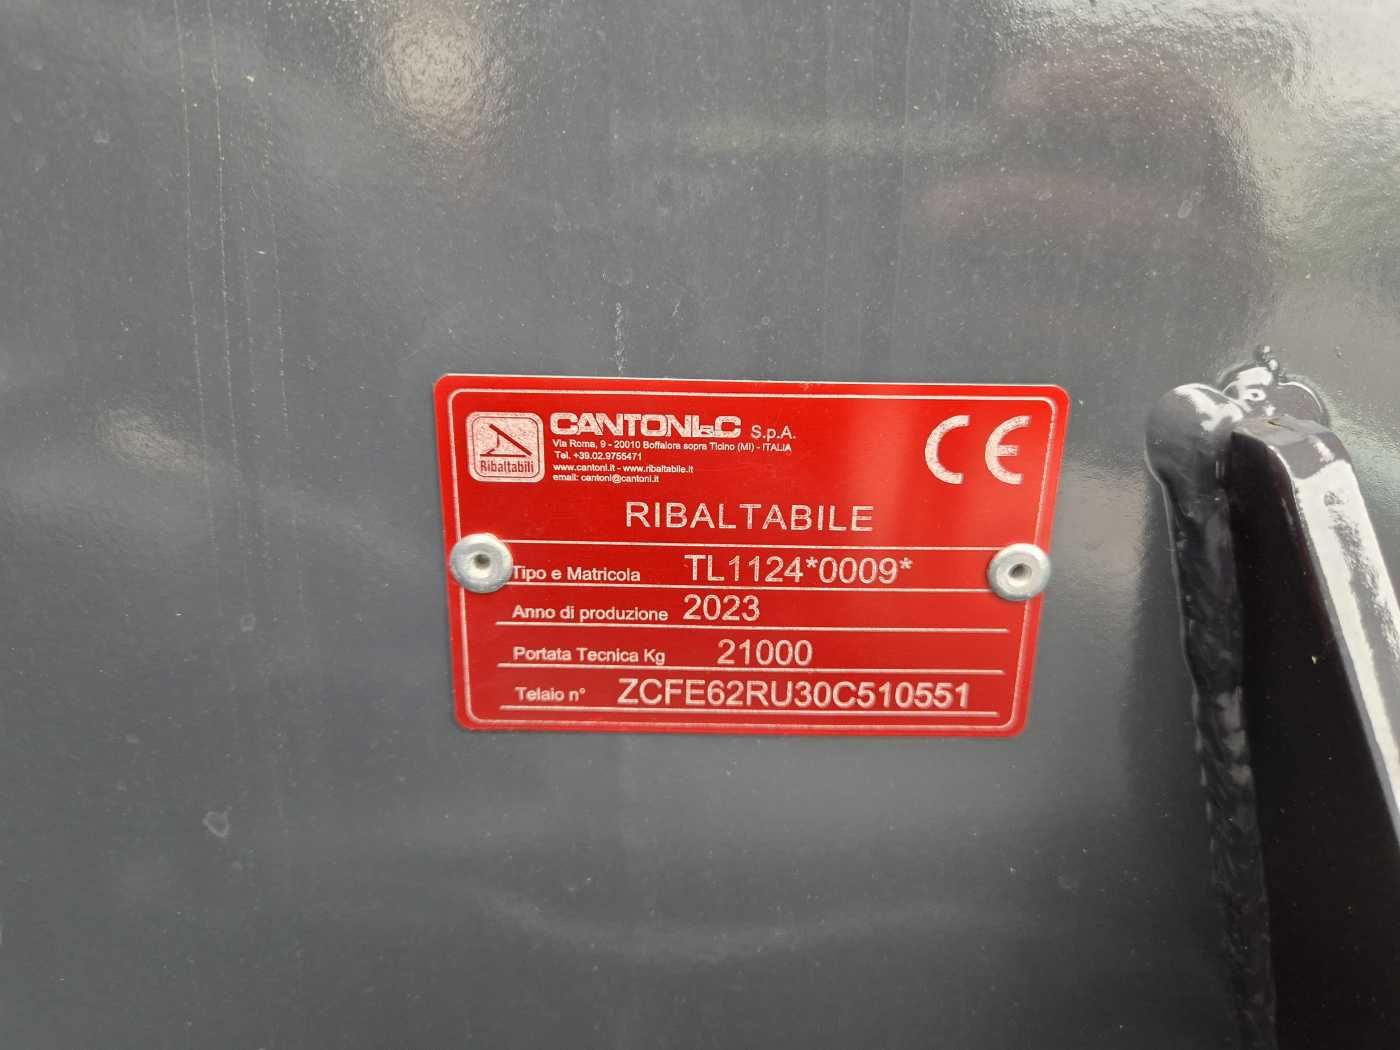 Ribaltabili
CANTONI&C S.p.A.
Via Roma, 9 - 20010 Boffalora sopra Ticino (MI) - ITALIA
Tel. +39.02.9755471
www.cantoni.it - www.ribaltabile.it
email: cantoni@cantoni.it
CE
RIBALTABILE
Tipo e Matricola TL1124*0009*
Anno di produzione 2023
Portata Tecnica Kg 21000
Telaio n° ZCFE62RU30C510551